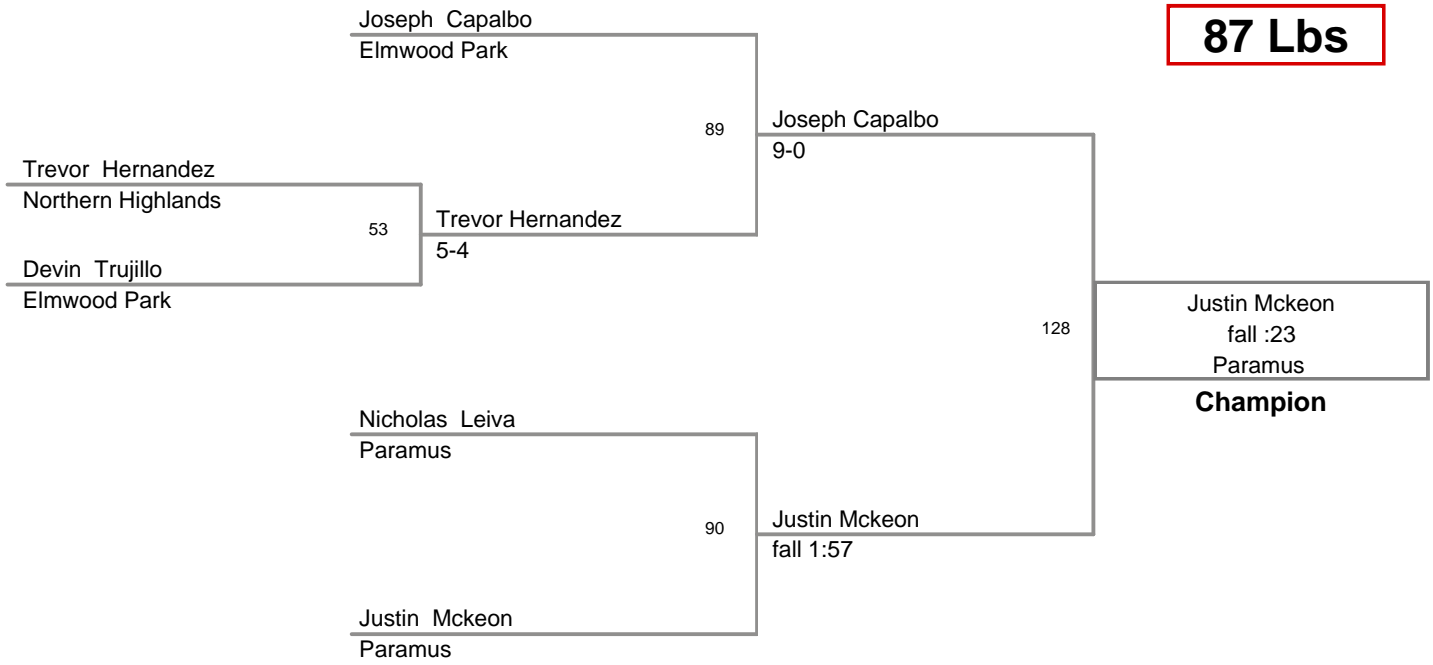 87 Lbs
Joseph Capalbo
Elmwood Park
89
Joseph Capalbo
9-0
Trevor Hernandez
Northern Highlands
53
Trevor Hernandez
5-4
Devin Trujillo
Elmwood Park
128
Justin Mckeon
fall :23
Paramus
Champion
Nicholas Leiva
Paramus
90
Justin Mckeon
fall 1:57
Justin Mckeon
Paramus